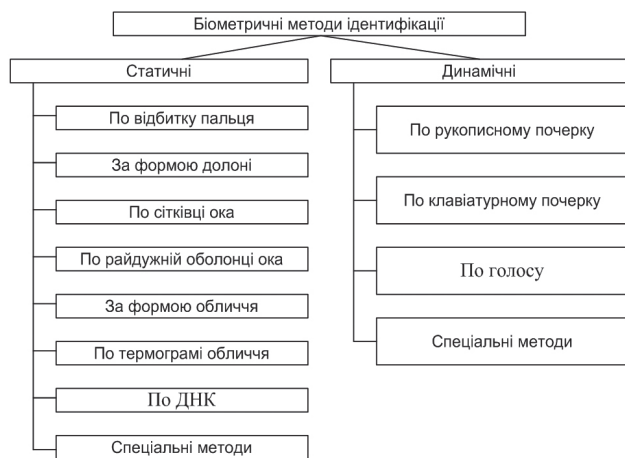 Біометричні методи ідентифікації
Статичні
По відбитку пальця
За формою долоні
По сітківці ока
По райдужній оболонці ока
За формою обличчя
По термограмі обличчя
По ДНК
Спеціальні методи
Динамічні
По рукописному почерку
По клавіатурному почерку
По голосу
Спеціальні методи